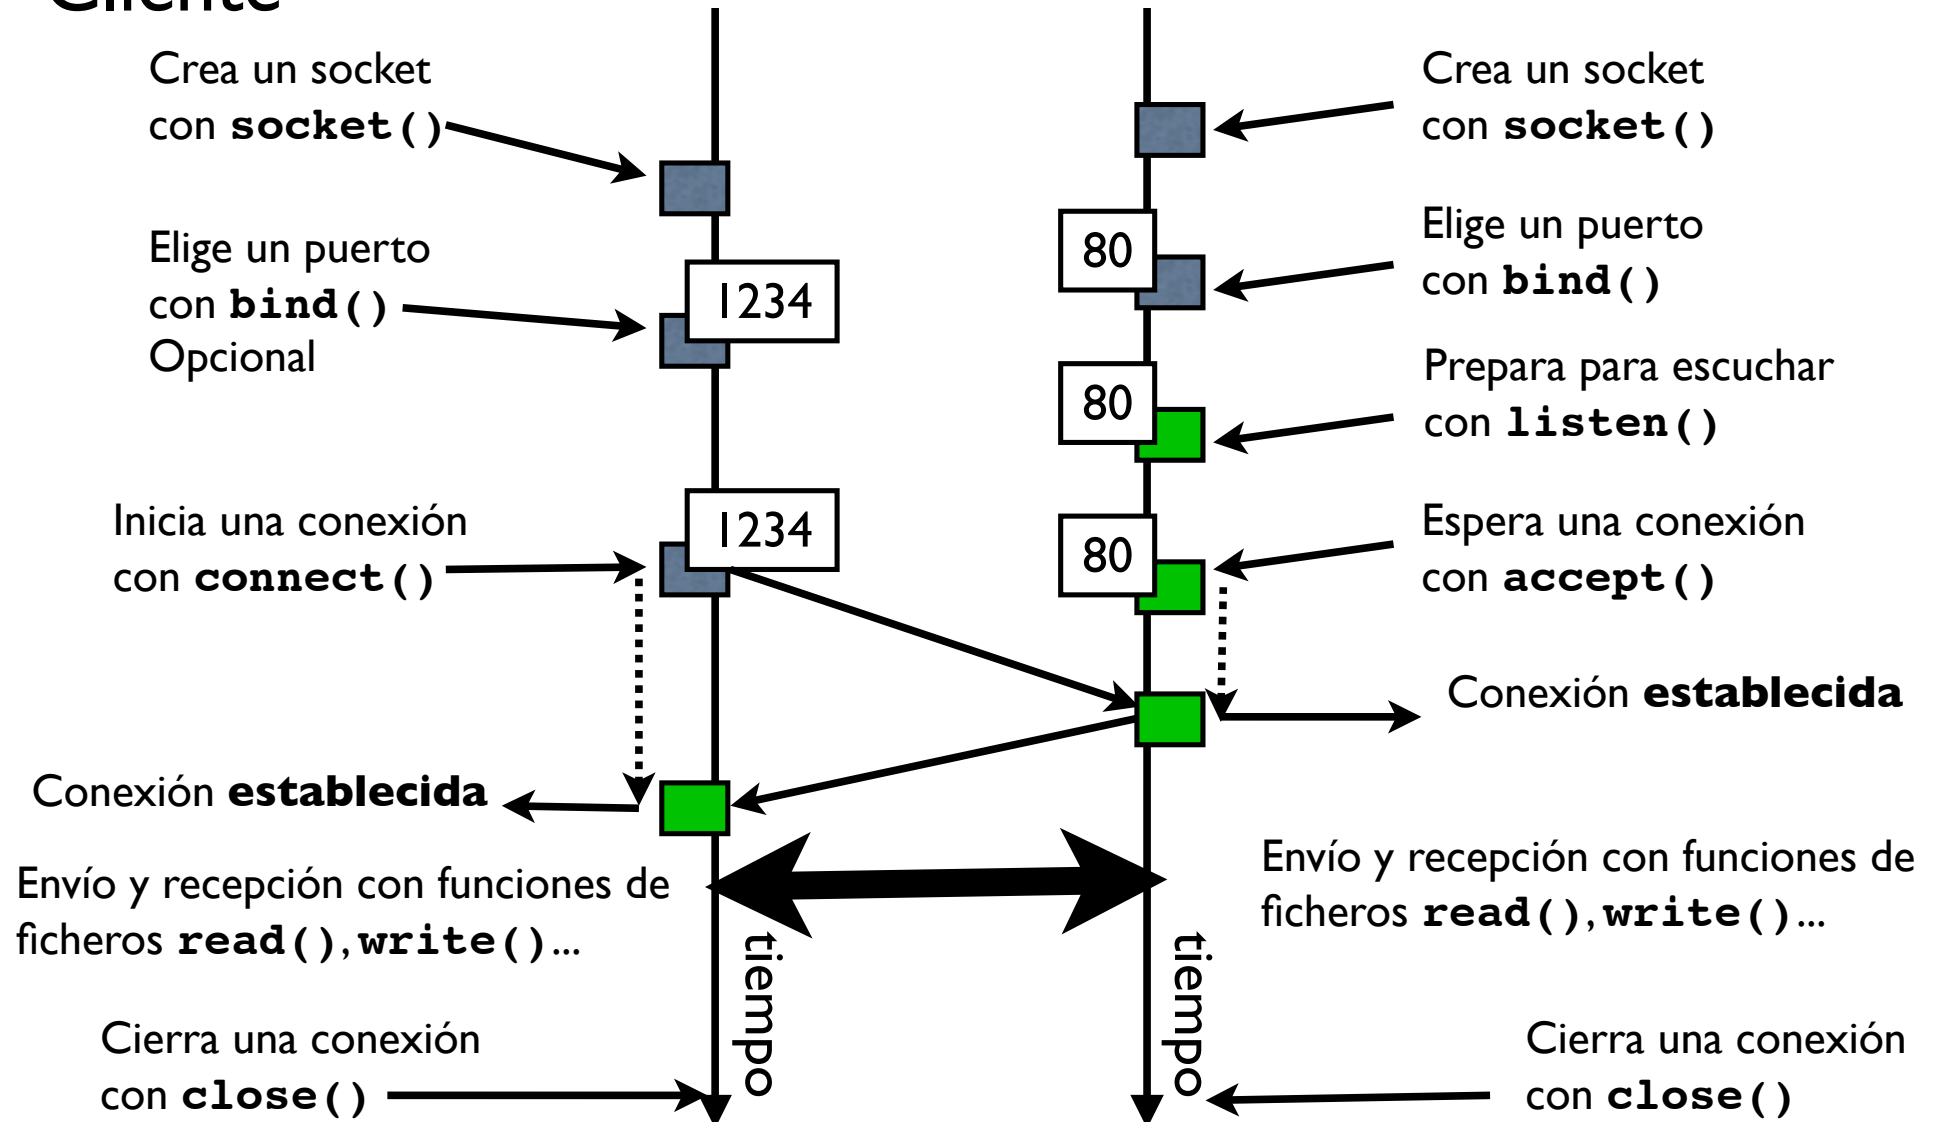 Cliente
Crea un socket
con socket()
Elige un puerto
con bind()
Opcional
1234
Inicia una conexión
con connect()
1234
Conexión establecida
Envío y recepción con funciones de
ficheros read(),write()...
Cierra una conexión
con close()
tiempo
Crea un socket
con socket()
80
Elige un puerto
con bind()
80
Prepara para escuchar
con listen()
80
Espera una conexión
con accept()
Conexión establecida
Envío y recepción con funciones de
ficheros read(),write()...
tiempo
Cierra una conexión
con close()